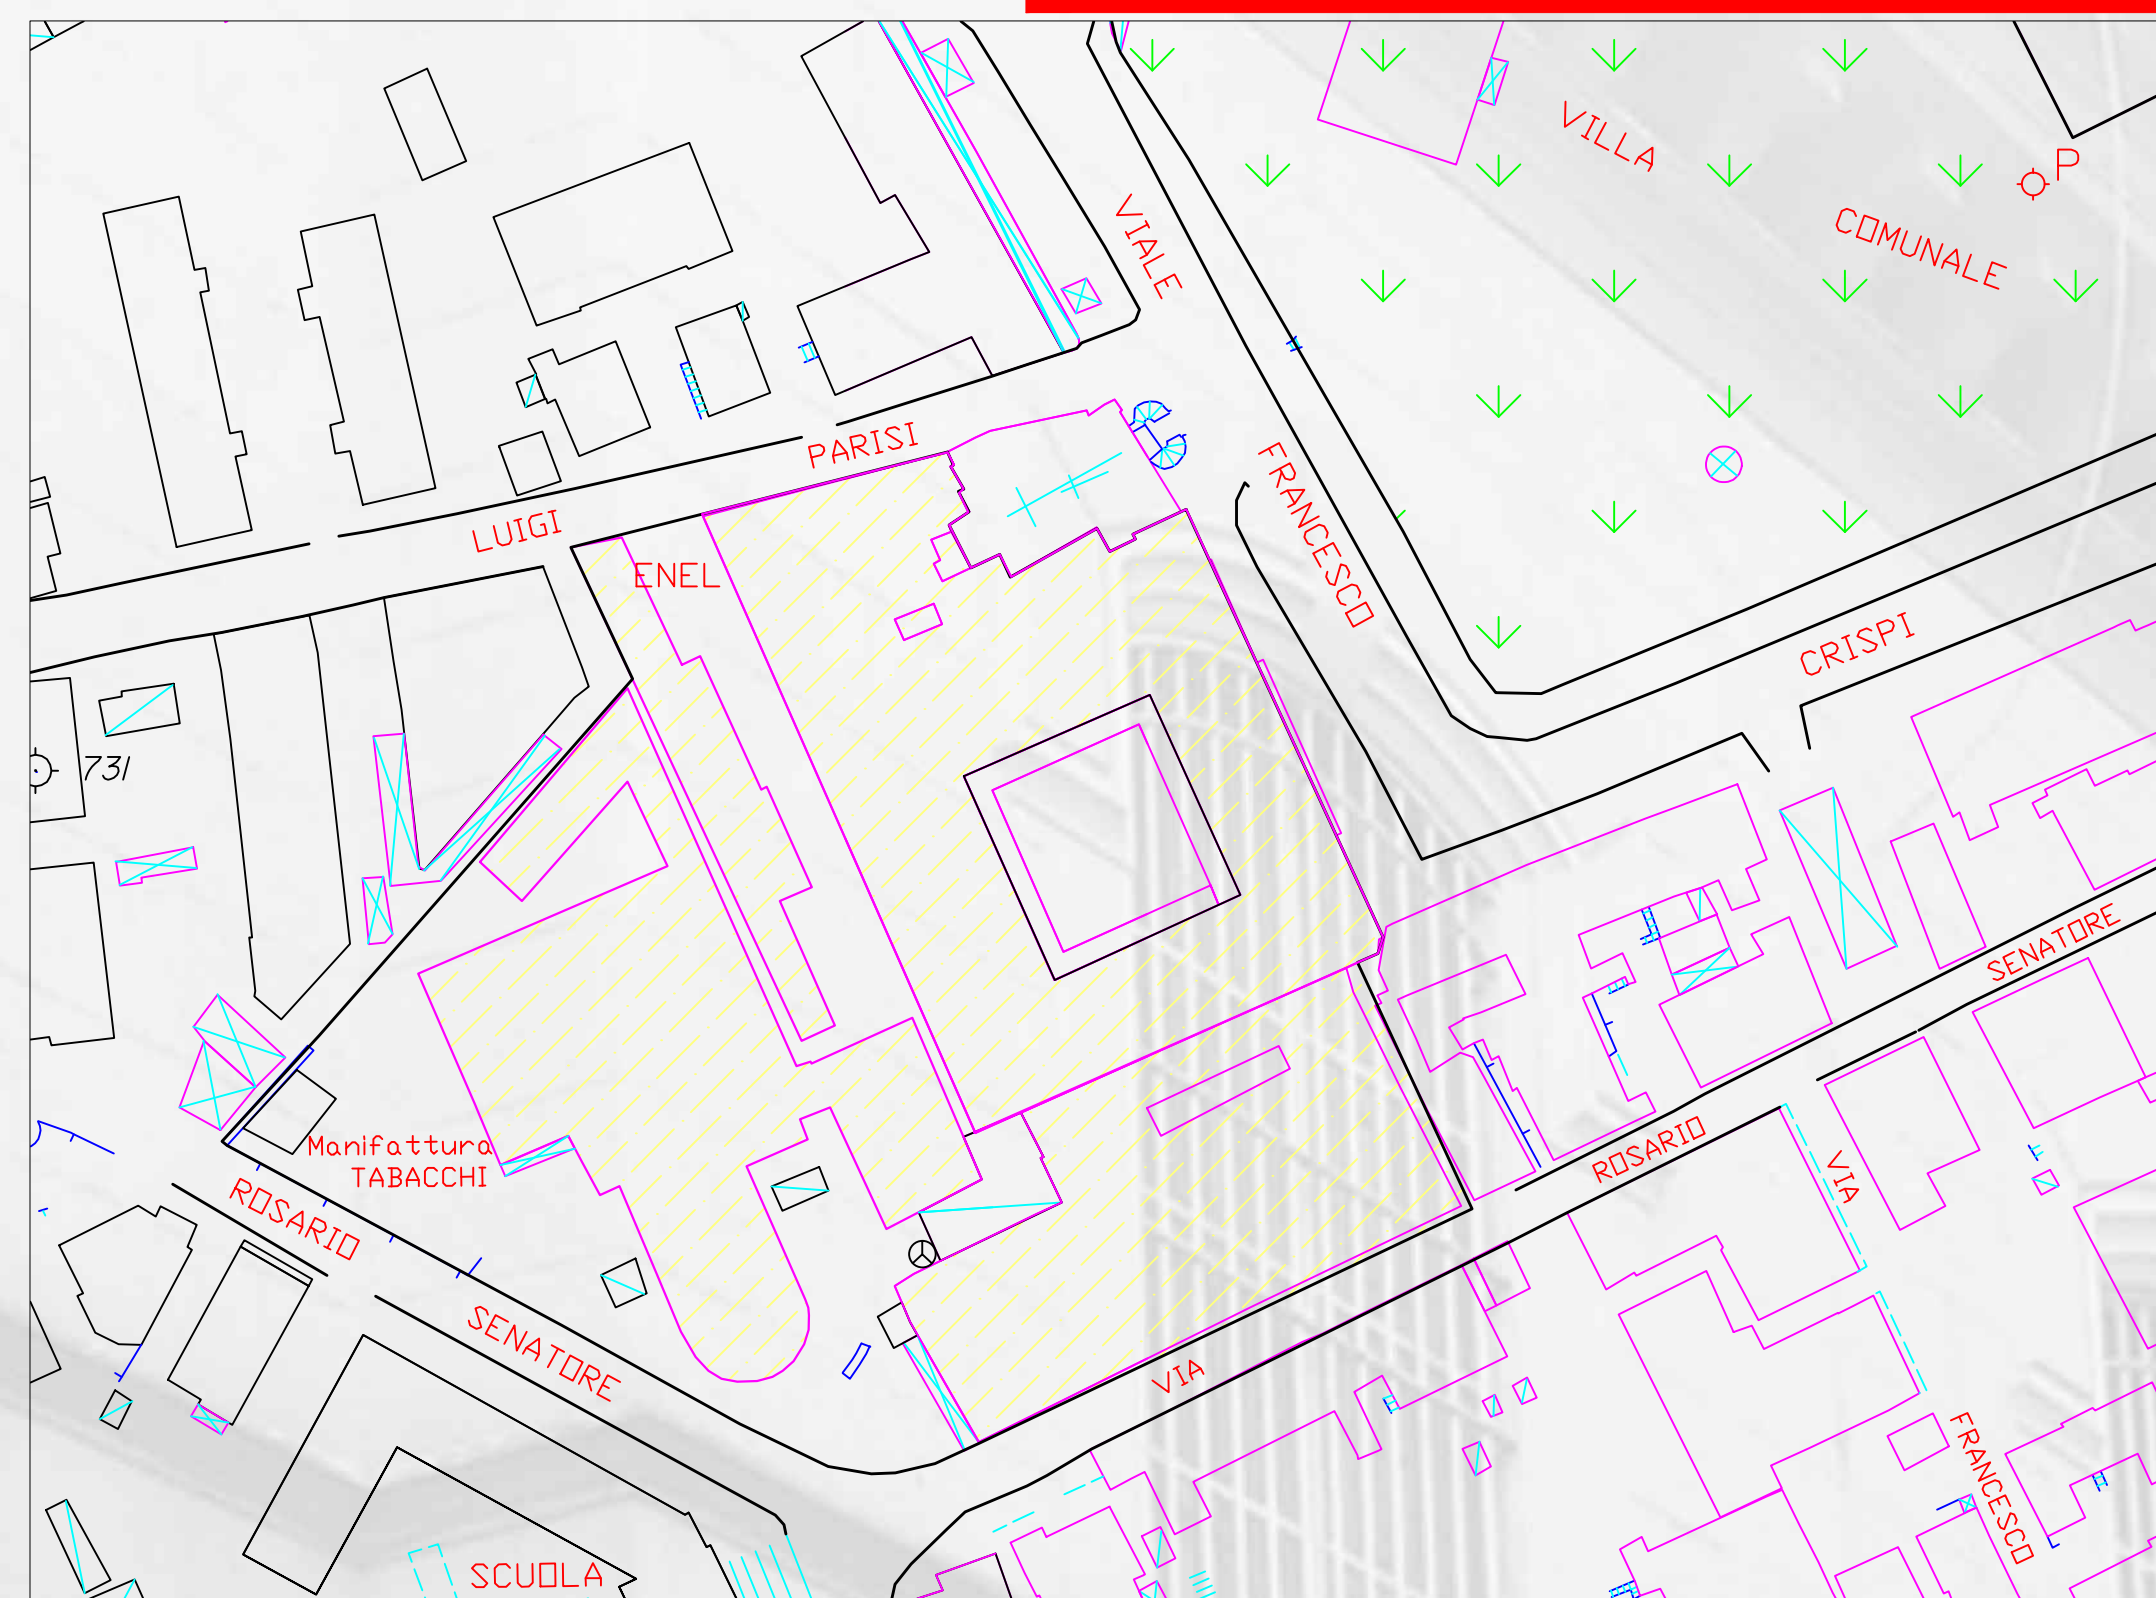 VILLA
P
COMUNALE
VIALE
FRANCESCO
CRISPI
PARISI
LUIGI
ENEL
731
SENATORE
ROSARIO
VIA
Manifattura
TABACCHI
ROSARIO
SENATORE
VIA
FRANCESCO
SCUOLA